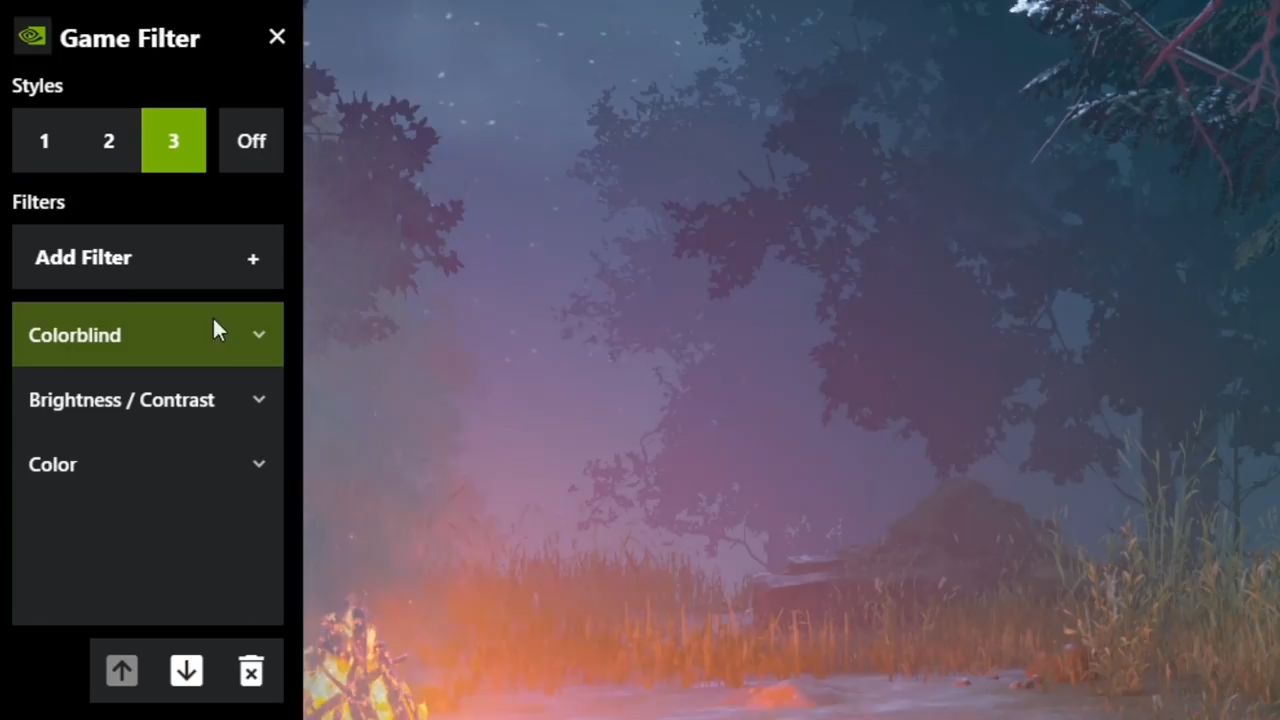 Game Filter
Styles
1 2 3 Off
Filters
Add Filter +
Colorblind
Brightness / Contrast
Color